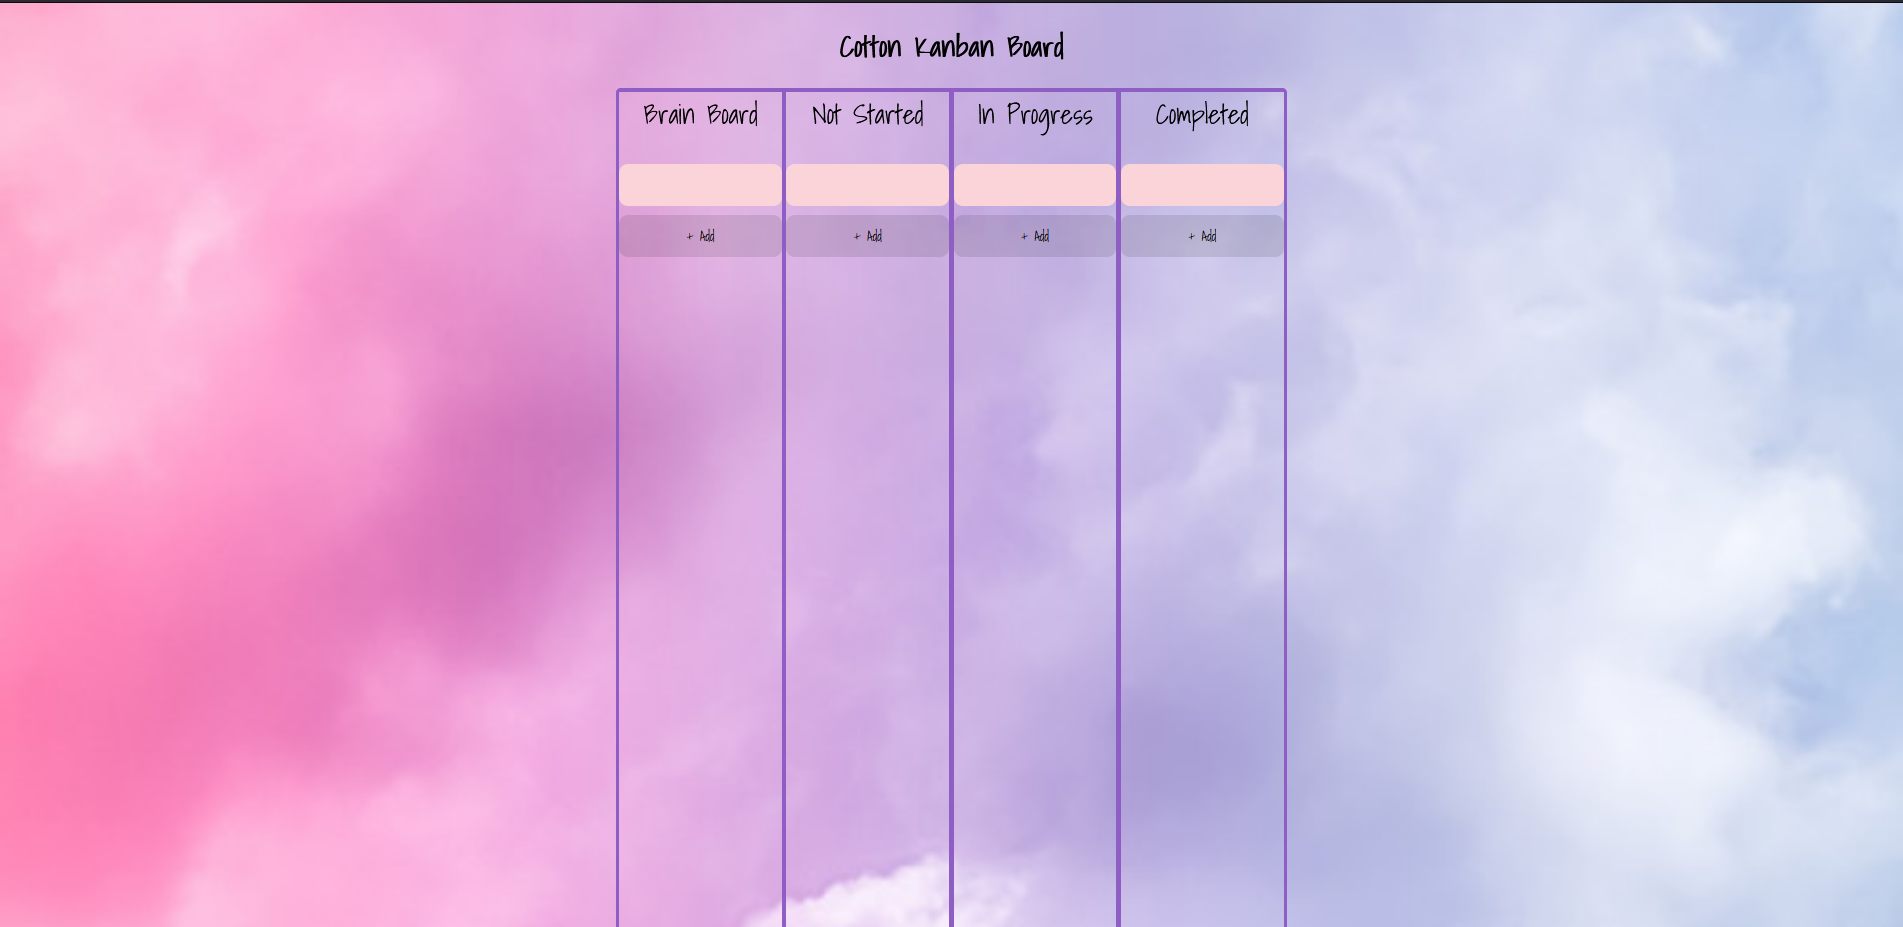 Cotton Kanban Board
Brain Board Not Started In Progress Completed
+ Add + Add + Add + Add